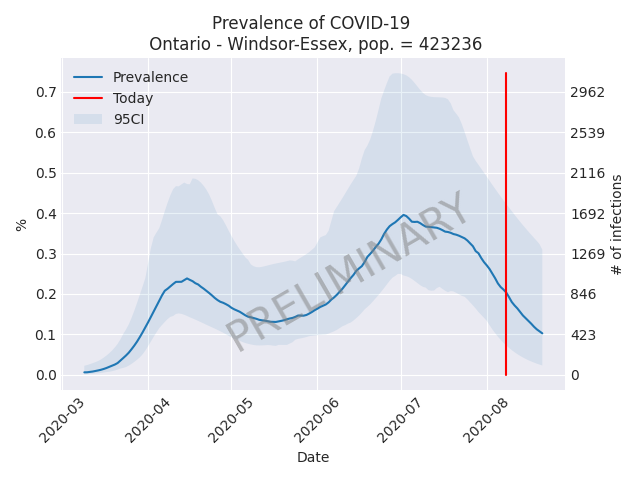 Prevalence of COVID-19
Ontario - Windsor-Essex, pop. = 423236
Prevalence
Today
95CI
PRELIMINARY
%
0.7
0.6
0.5
0.4
0.3
0.2
0.1
0.0
2962
2539
2116
1692
1269
846
423
0
# of infections
2020-03
2020-04
2020-05
2020-06
2020-07
2020-08
Date